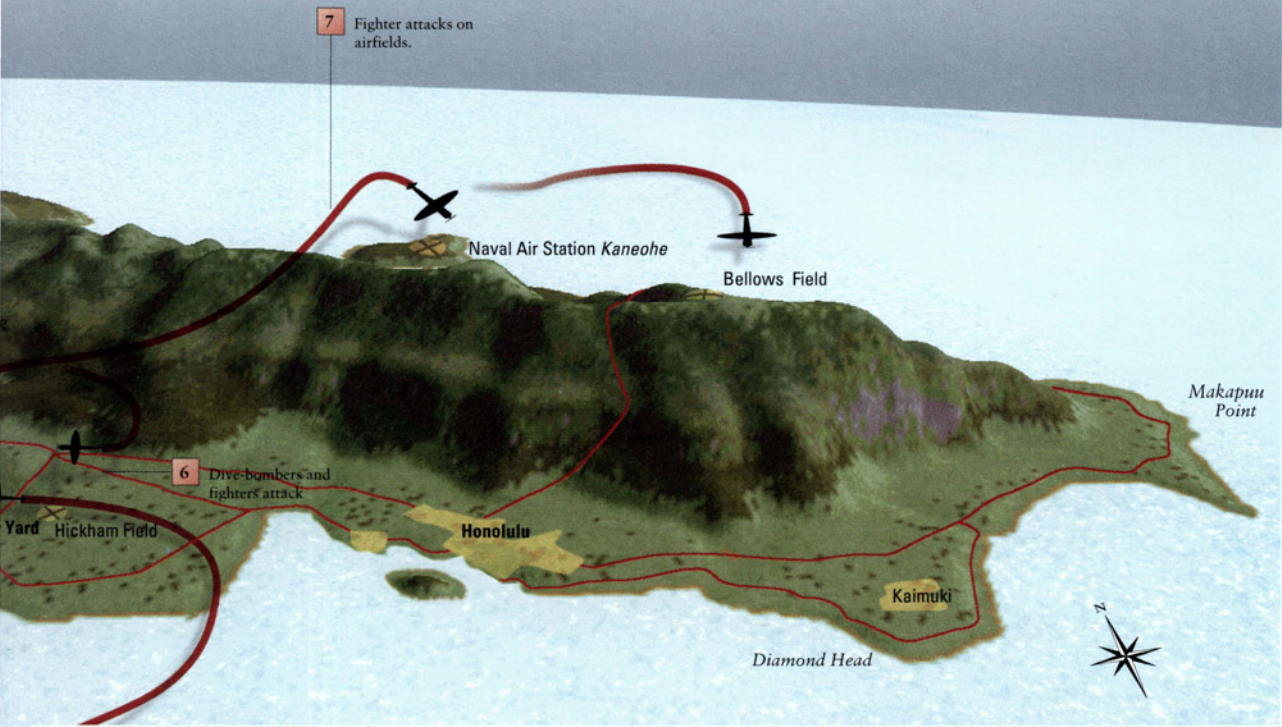 7
Fighter attacks on
airfields.
Naval Air Station Kaneohe
Bellows Field
Makapuu
Point
6
Dive-bombers and
fighters attack
Yard
Hickham Field
Honolulu
Kaimuki
Diamond Head
N